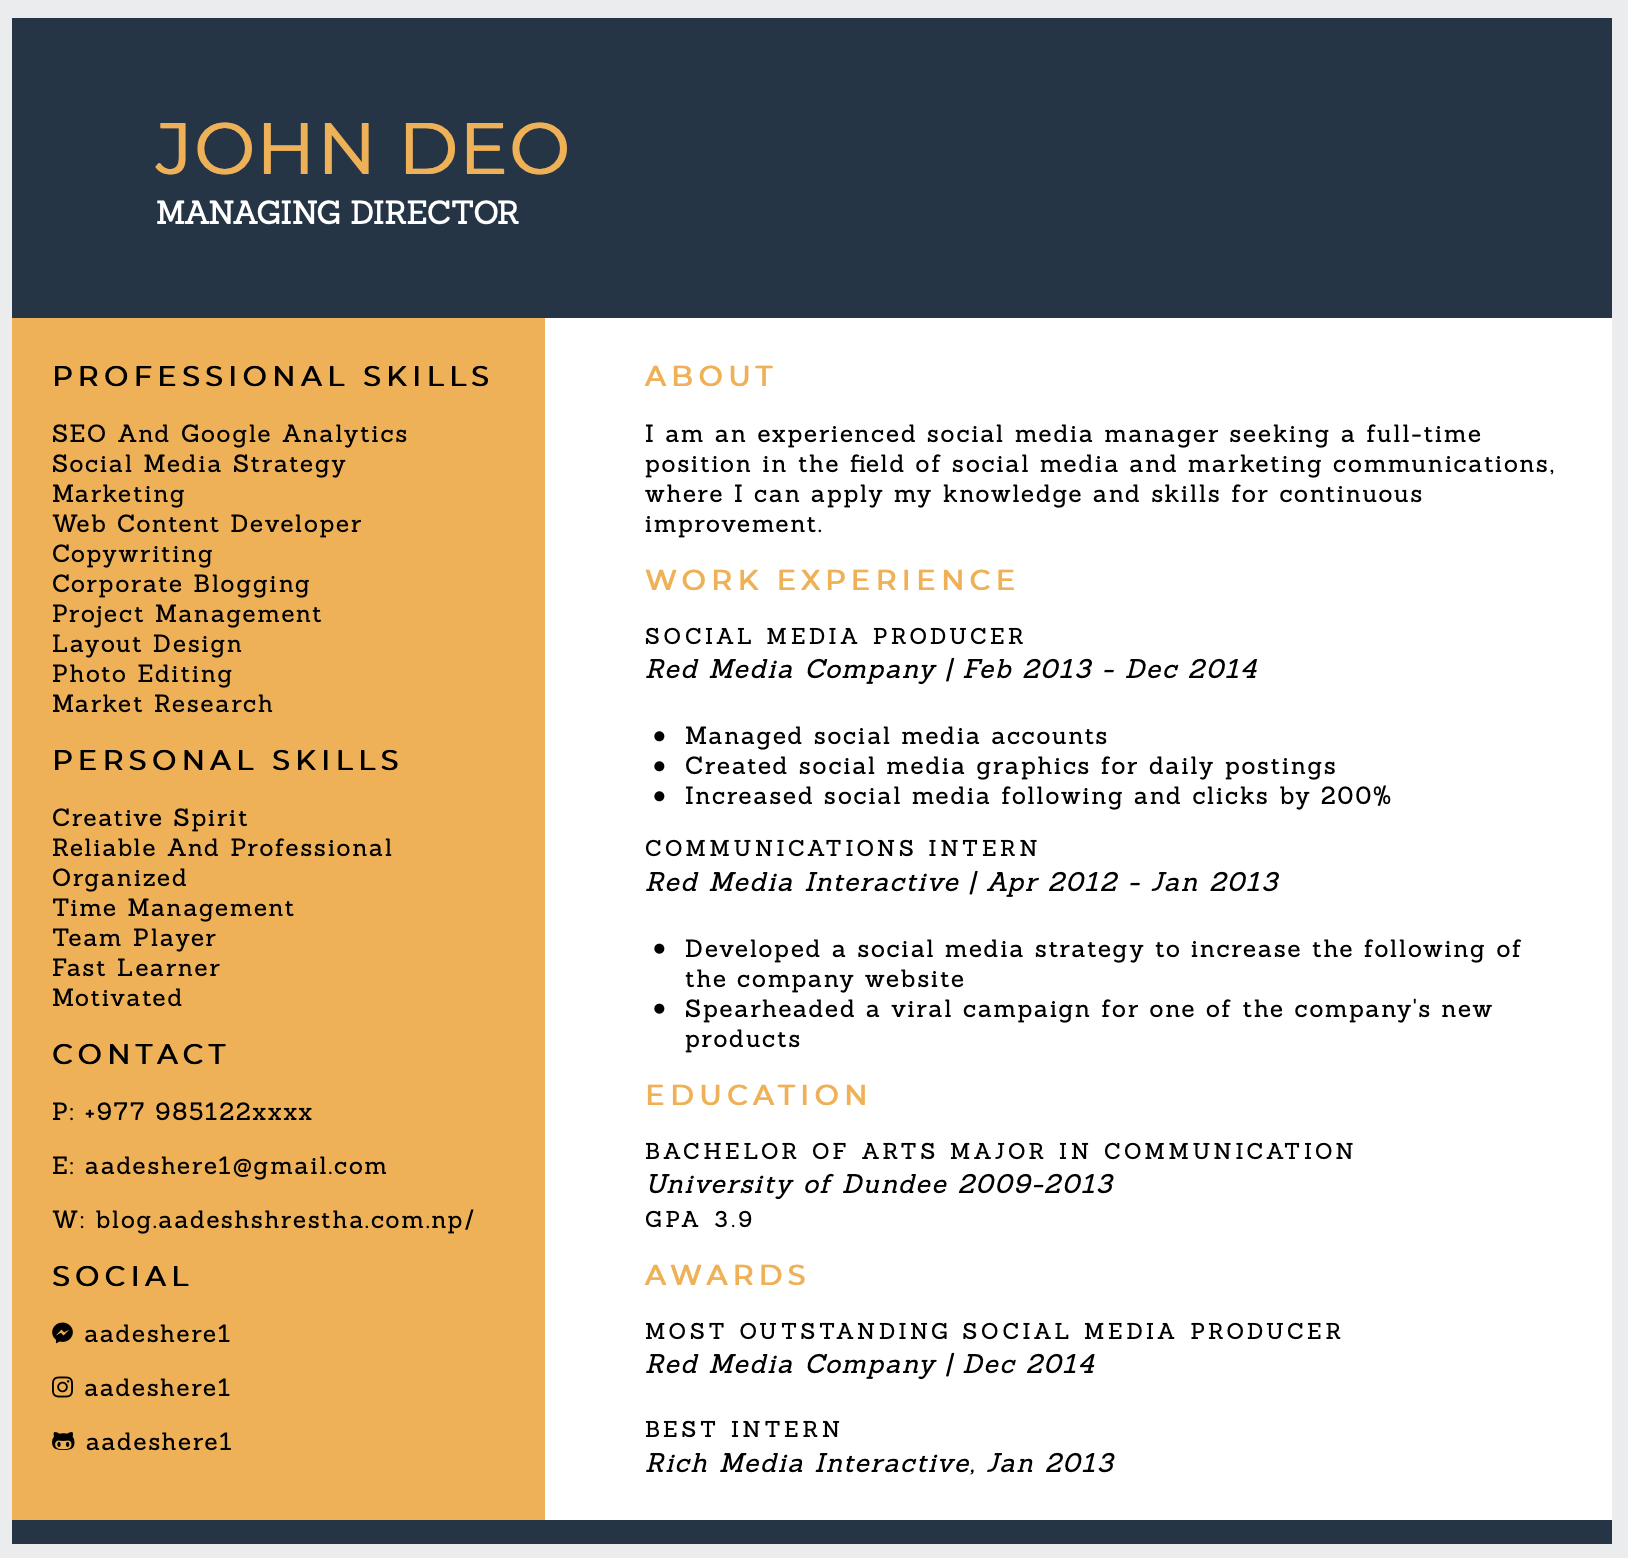 JOHN DEO
MANAGING DIRECTOR
PROFESSIONAL SKILLS
SEO And Google Analytics
Social Media Strategy
Marketing
Web Content Developer
Copywriting
Corporate Blogging
Project Management
Layout Design
Photo Editing
Market Research
PERSONAL SKILLS
Creative Spirit
Reliable And Professional
Organized
Time Management
Team Player
Fast Learner
Motivated
CONTACT
P: +977 985122xxxx
E: aadeshere1@gmail.com
W: blog.aadeshshrestha.com.np/
SOCIAL
aadeshere1
aadeshere1
aadeshere1
ABOUT
I am an experienced social media manager seeking a full-time
position in the field of social media and marketing communications,
where I can apply my knowledge and skills for continuous
improvement.
WORK EXPERIENCE
SOCIAL MEDIA PRODUCER
Red Media Company | Feb 2013 - Dec 2014
● Managed social media accounts
● Created social media graphics for daily postings
● Increased social media following and clicks by 200%
COMMUNICATIONS INTERN
Red Media Interactive | Apr 2012 - Jan 2013
● Developed a social media strategy to increase the following of
the company website
● Spearheaded a viral campaign for one of the company's new
products
EDUCATION
BACHELOR OF ARTS MAJOR IN COMMUNICATION
University of Dundee 2009-2013
GPA 3.9
AWARDS
MOST OUTSTANDING SOCIAL MEDIA PRODUCER
Red Media Company | Dec 2014
BEST INTERN
Rich Media Interactive, Jan 2013